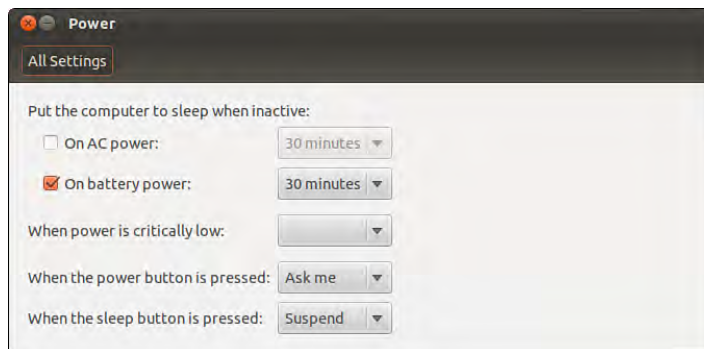 Power
All Settings
Put the computer to sleep when inactive:
On AC power: 30 minutes
On battery power: 30 minutes
When power is critically low:
When the power button is pressed: Ask me
When the sleep button is pressed: Suspend